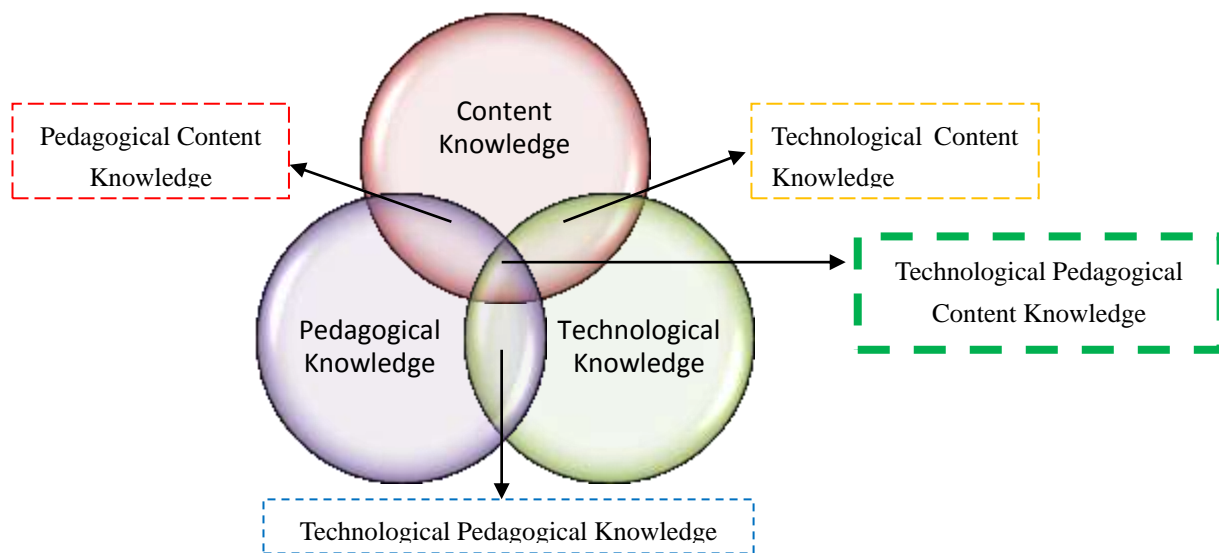 Content
Knowledge
Pedagogical Content
Knowledge
Technological Content
Knowledge
Technological Pedagogical
Content Knowledge
Pedagogical
Knowledge
Technological
Knowledge
Technological Pedagogical Knowledge